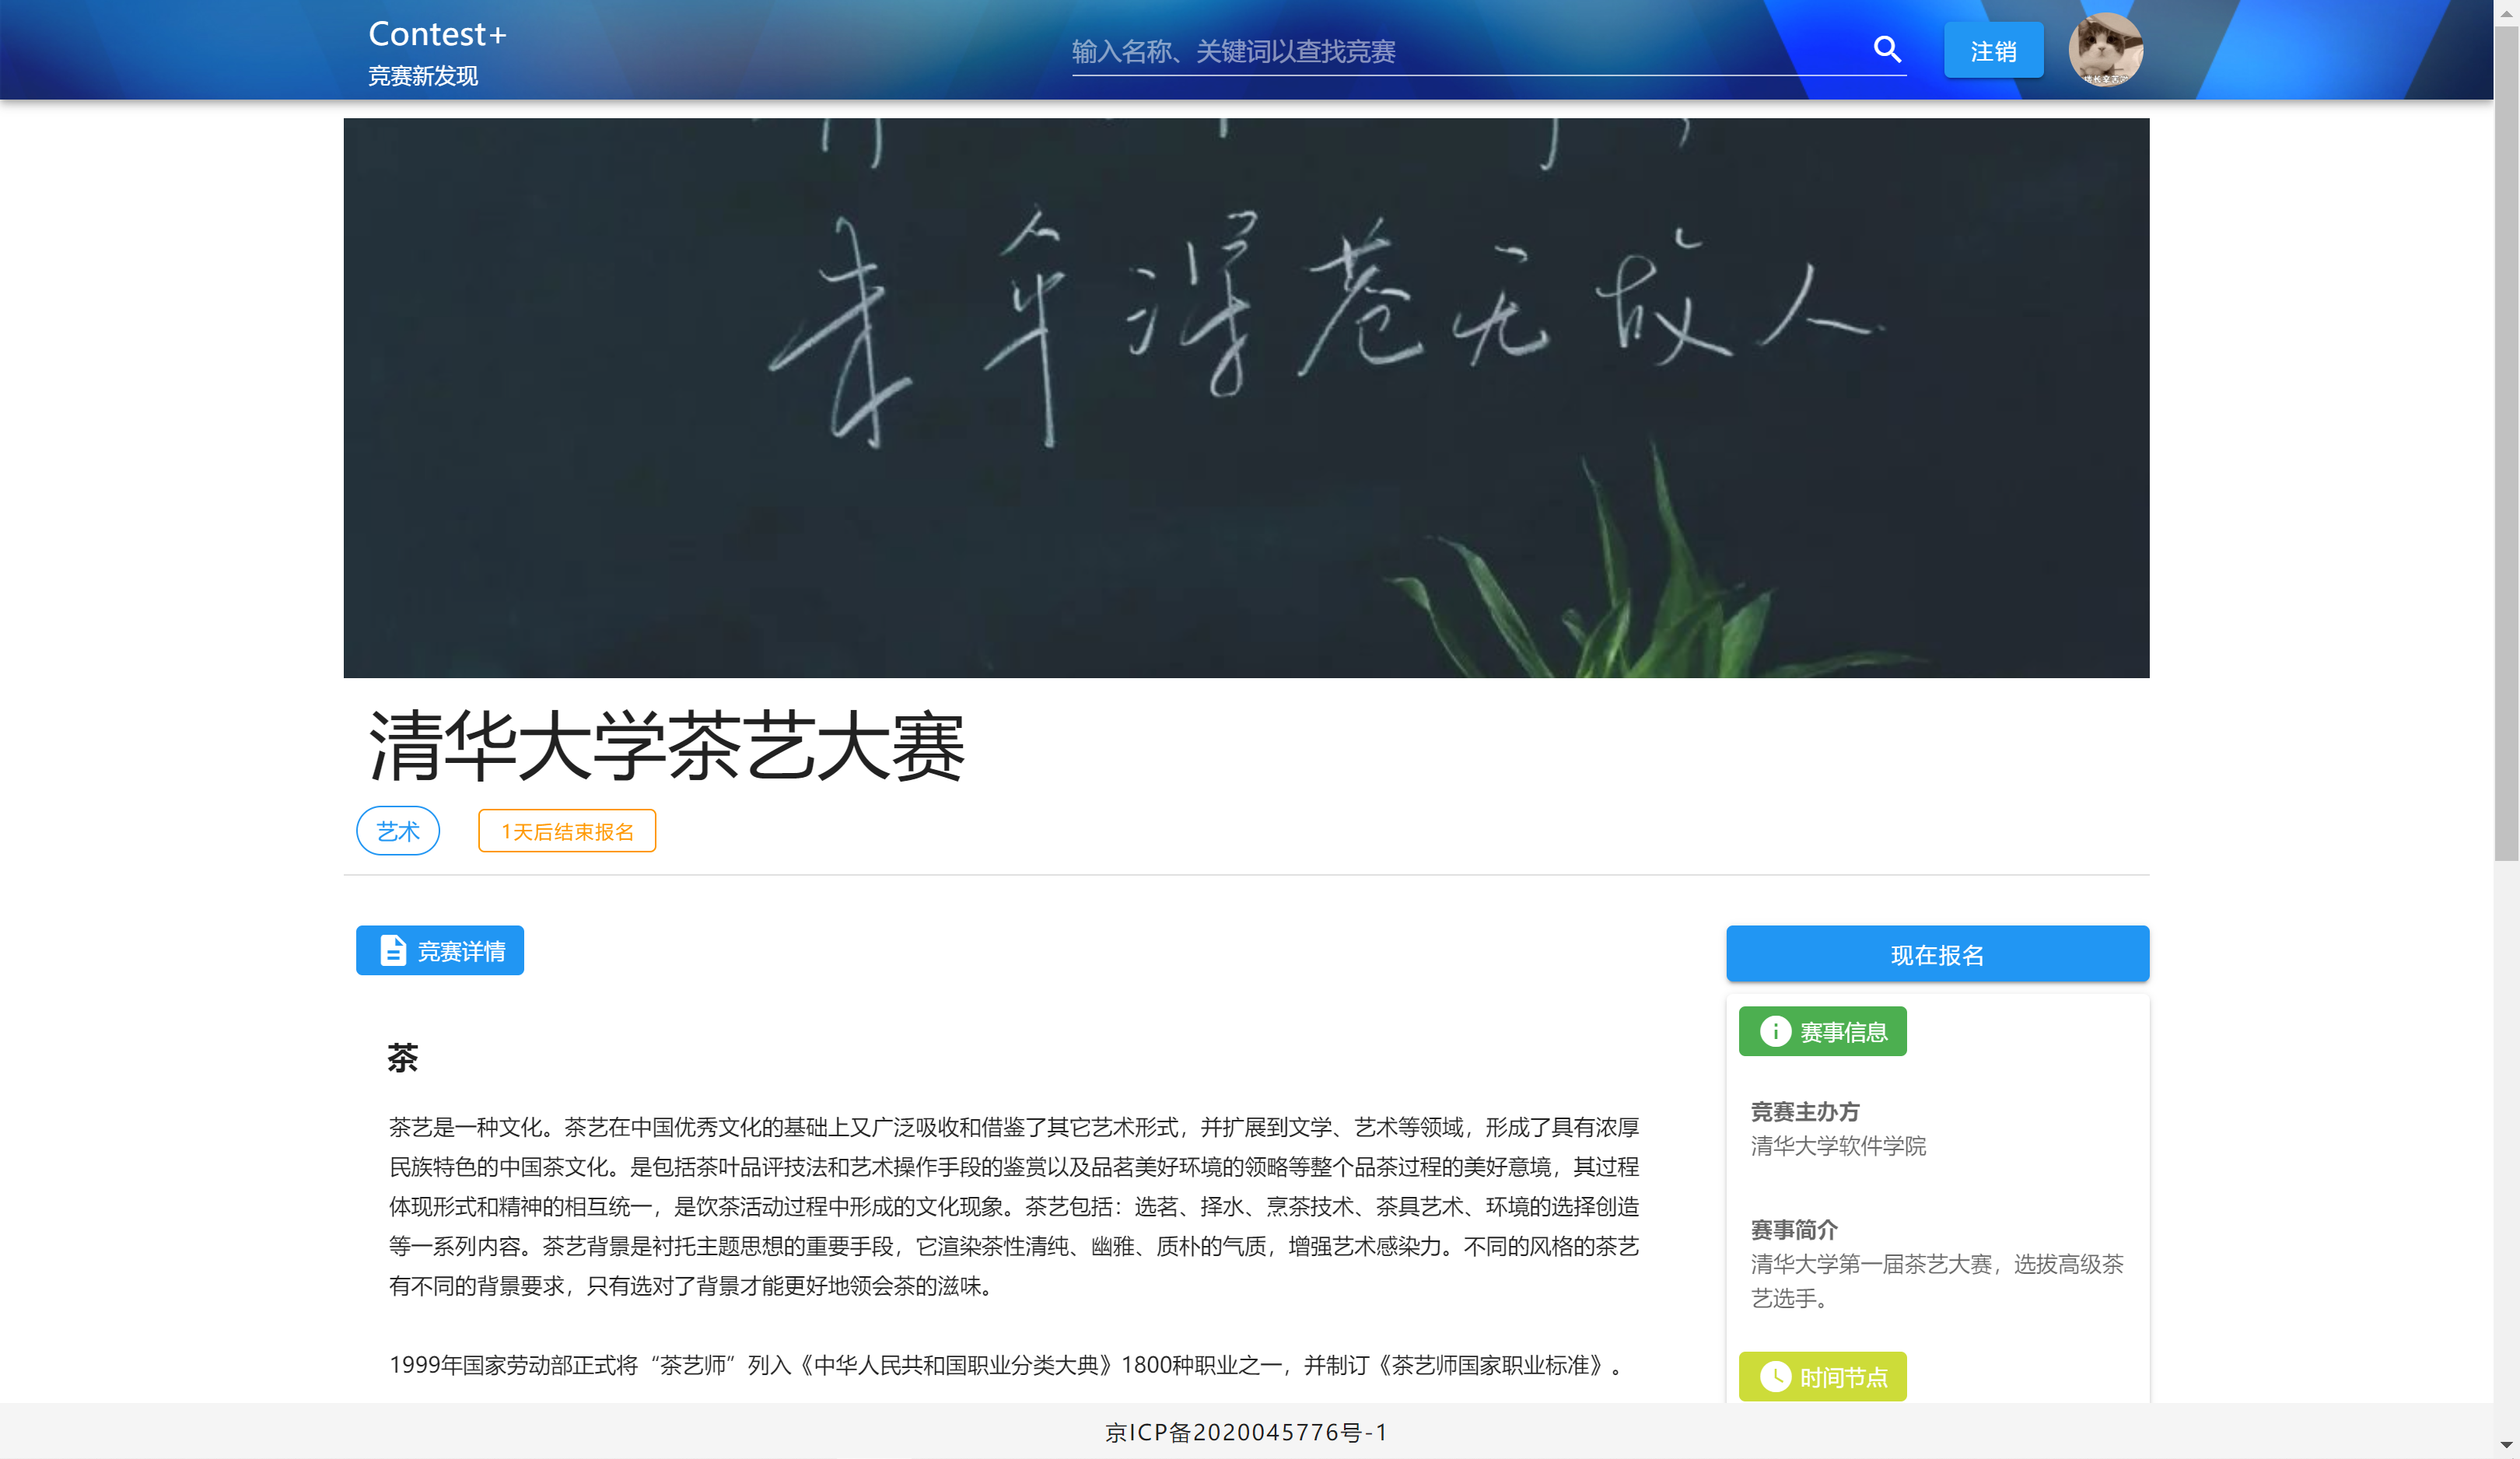 Contest+
竞赛新发现
输入名称、关键词以查找竞赛
注销
巷无故人
清华大学茶艺大赛
艺术
1天后结束报名
竞赛详情
现在报名
茶
茶艺是一种文化。茶艺在中国优秀文化的基础上又广泛吸收和借鉴了其它艺术形式，并扩展到文学、艺术等领域，形成了具有浓厚
民族特色的中国茶文化。是包括茶叶品评技法和艺术操作手段的鉴赏以及品茗美好环境的领略等整个品茶过程的美好意境，其过程
体现形式和精神的相互统一，是饮茶活动过程中形成的文化现象。茶艺包括：选茗、择水、烹茶技术、茶具艺术、环境的选择创造
等一系列内容。茶艺背景是衬托主题思想的重要手段，它渲染茶性清纯、幽雅、质朴的气质，增强艺术感染力。不同的风格的茶艺
有不同的背景要求，只有选对了背景才能更好地领会茶的滋味。
1999年国家劳动部正式将“茶艺师”列入《中华人民共和国职业分类大典》1800种职业之一，并制订《茶艺师国家职业标准》。
赛事信息
竞赛主办方
清华大学软件学院
赛事简介
清华大学第一届茶艺大赛，选拔高级茶
艺选手。
时间节点
京ICP备2020045776号-1